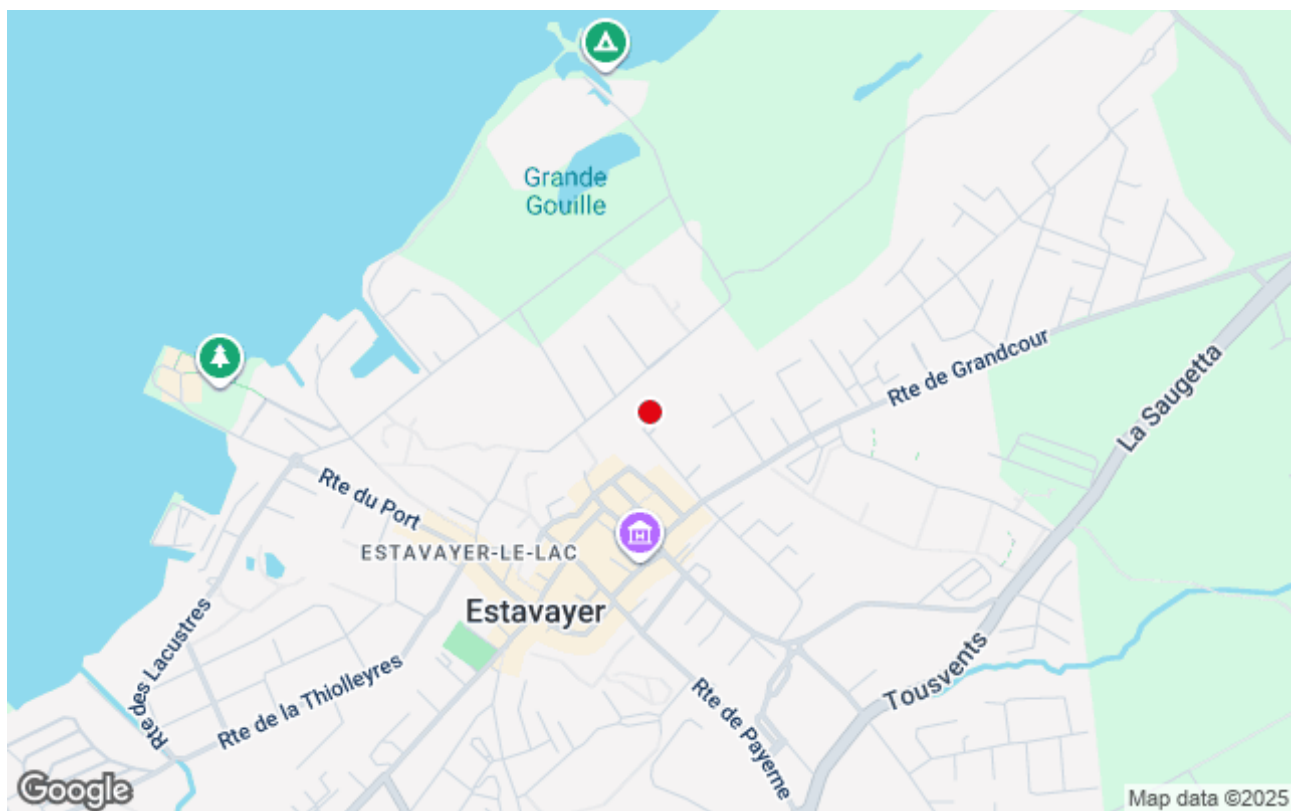 Grande
Gouille
Rte de Grandcour
La Saugetta
Rte du Port
ESTAVAYER-LE-LAC
Estavayer
Rte des Lacustres
Rte de la Thiolleyres
Rte de Payerne
Tousvents
Google
Map data ©2025